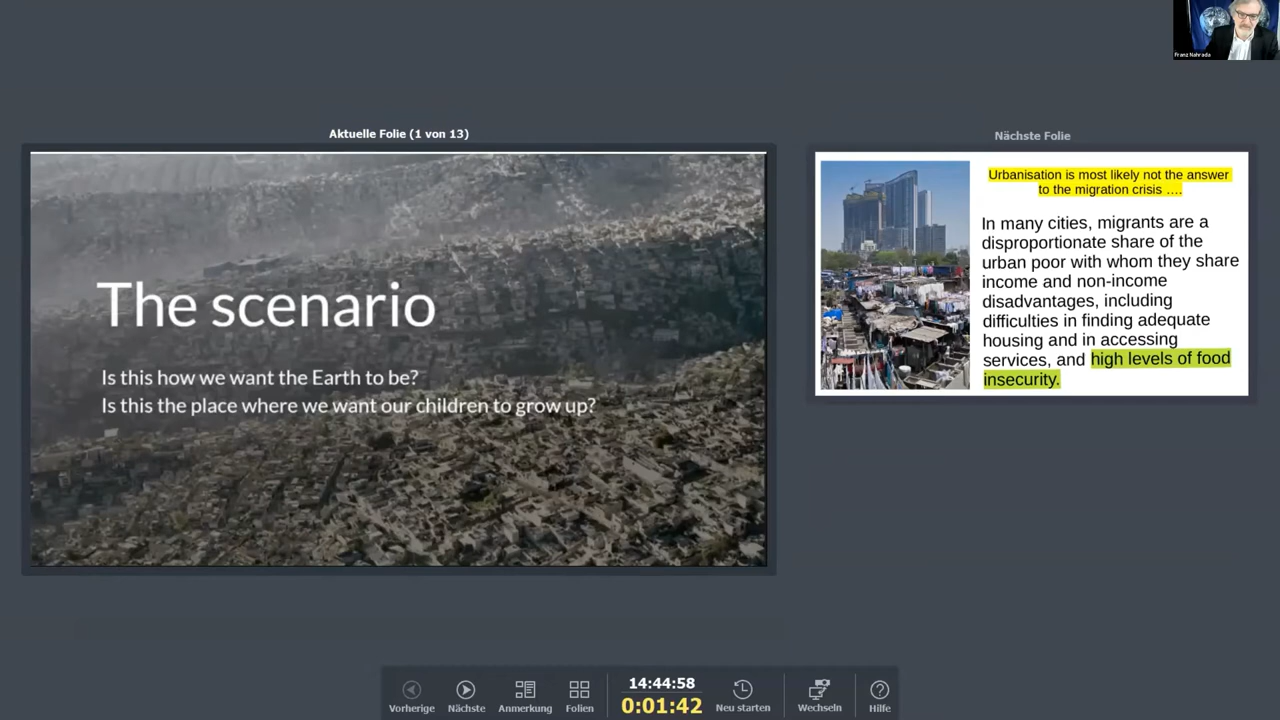 Franz Nahrada
Aktuelle Folie (1 von 13)
Nächste Folie
The scenario
Is this how we want the Earth to be?
Is this the place where we want our children to grow up?
Urbanisation is most likely not the answer
to the migration crisis ....
In many cities, migrants are a
disproportionate share of the
urban poor with whom they share
income and non-income
disadvantages, including
difficulties in finding adequate
housing and in accessing
services, and high levels of food
insecurity.
Vorherige
Nächste
Anmerkung
Folien
14:44:58
0:01:42
Neu starten
Wechseln
Hilfe